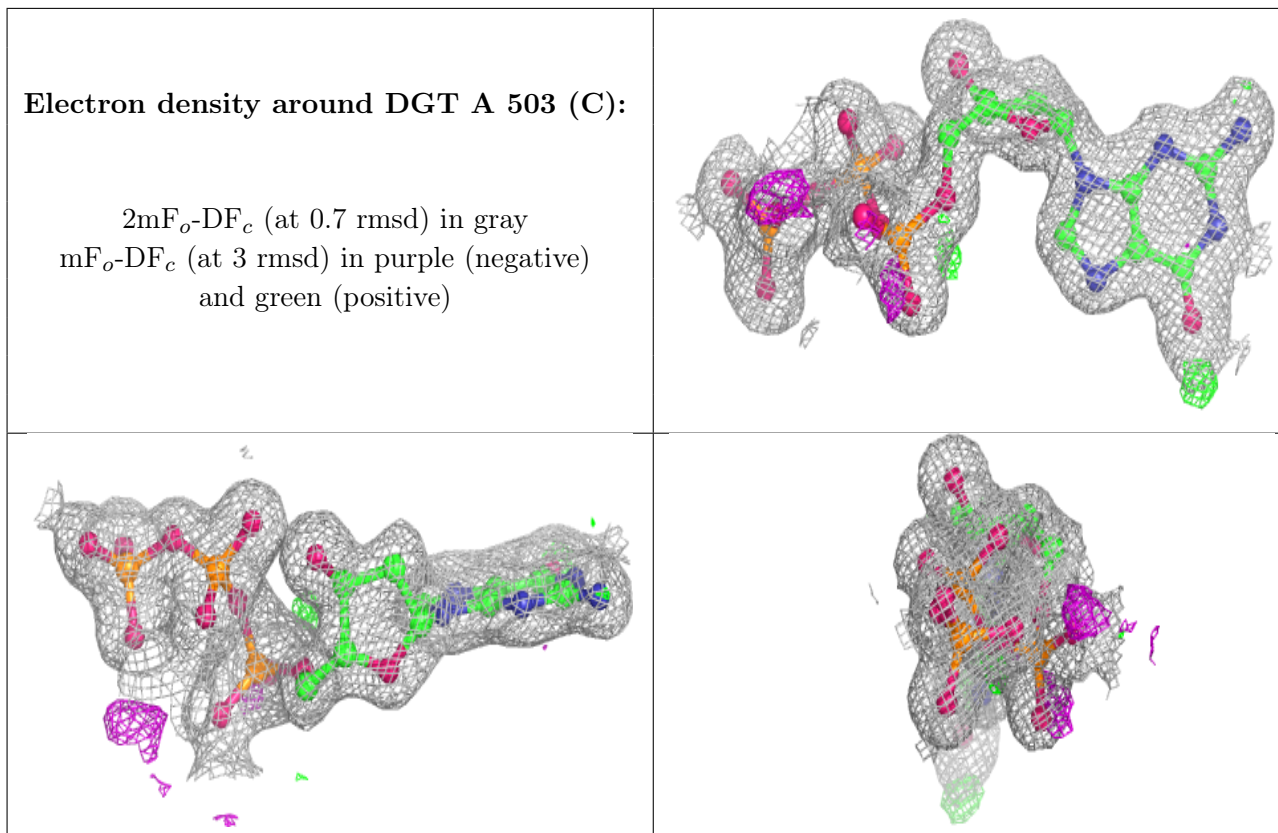 Electron density around DGT A 503 (C):
2mFo-DFc (at 0.7 rmsd) in gray
mFo-DFc (at 3 rmsd) in purple (negative)
and green (positive)